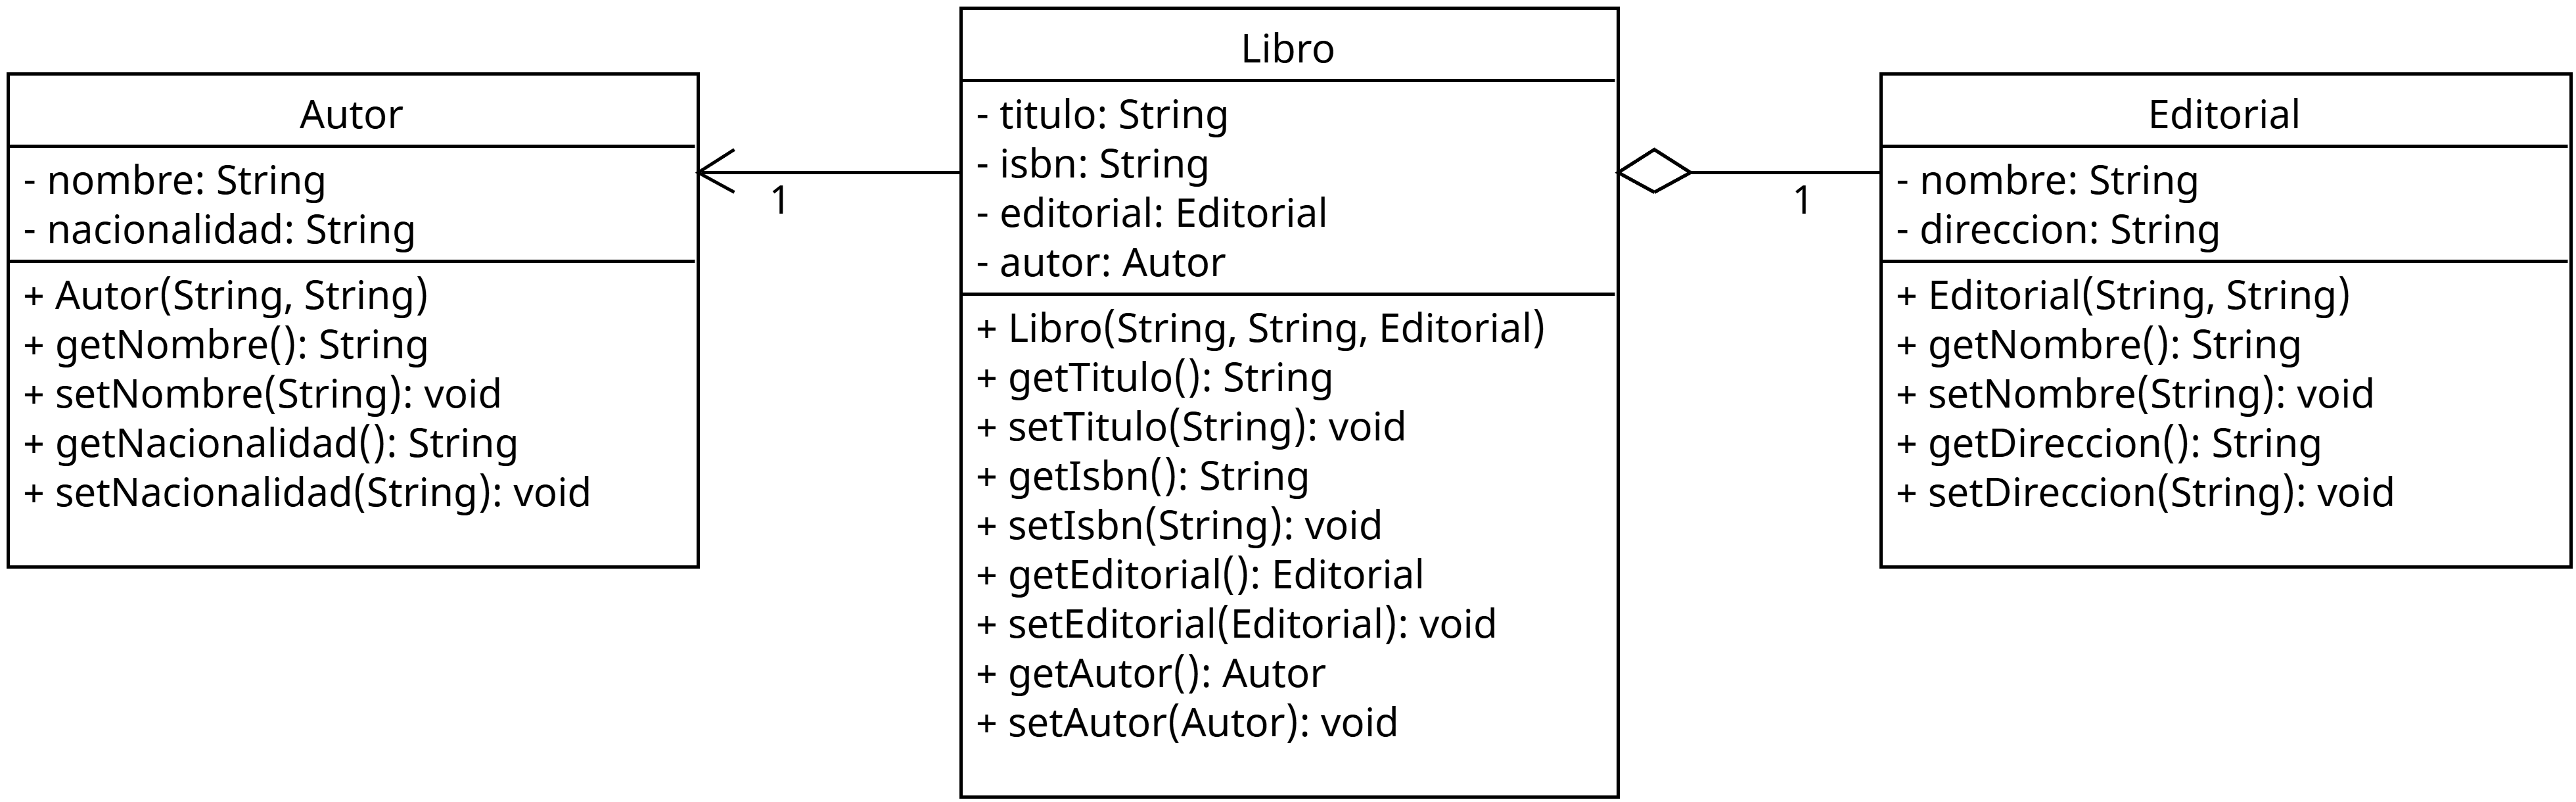 Autor
- nombre: String
- nacionalidad: String
+ Autor(String, String)
+ getNombre(): String
+ setNombre(String): void
+ getNacionalidad(): String
+ setNacionalidad(String): void
1
Libro
- titulo: String
- isbn: String
- editorial: Editorial
- autor: Autor
+ Libro(String, String, Editorial)
+ getTitulo(): String
+ setTitulo(String): void
+ getIsbn(): String
+ setIsbn(String): void
+ getEditorial(): Editorial
+ setEditorial(Editorial): void
+ getAutor(): Autor
+ setAutor(Autor): void
1
Editorial
- nombre: String
- direccion: String
+ Editorial(String, String)
+ getNombre(): String
+ setNombre(String): void
+ getDireccion(): String
+ setDireccion(String): void